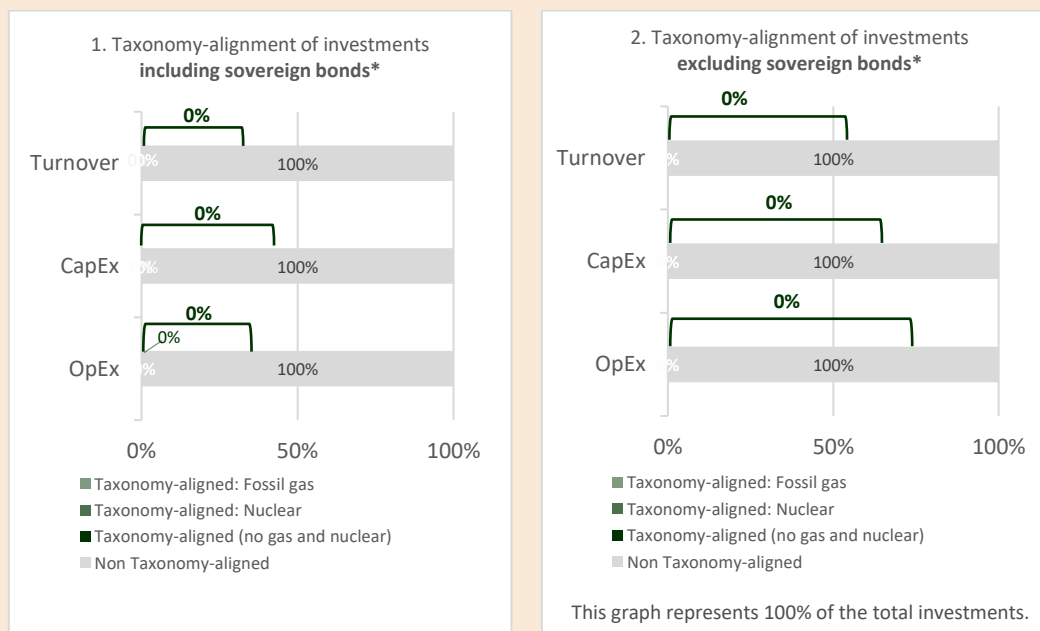 1. Taxonomy-alignment of investments
including sovereign bonds*
0%
Turnover
100%
0%
CapEx
100%
0%
0%
OpEx
0%
100%
0%
50%
100%
Taxonomy-aligned: Fossil gas
Taxonomy-aligned: Nuclear
Taxonomy-aligned (no gas and nuclear)
Non Taxonomy-aligned
2. Taxonomy-alignment of investments
excluding sovereign bonds*
0%
Turnover
100%
0%
CapEx
100%
0%
OpEx
100%
0%
50%
100%
Taxonomy-aligned: Fossil gas
Taxonomy-aligned: Nuclear
Taxonomy-aligned (no gas and nuclear)
Non Taxonomy-aligned
This graph represents 100% of the total investments.